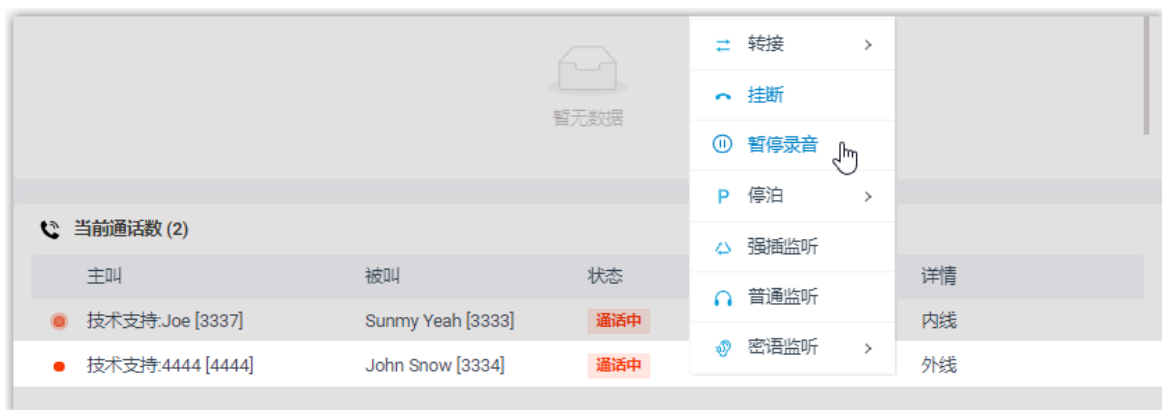 转接
挂断
暂无数据
暂停录音
P 停泊
当前通话数 (2)
强插监听
主叫 被叫 状态 详情
普通监听
技术支持:Joe [3337] Sunmy Yeah [3333] 通话中 内线
密语监听
技术支持:4444 [4444] John Snow [3334] 通话中 外线